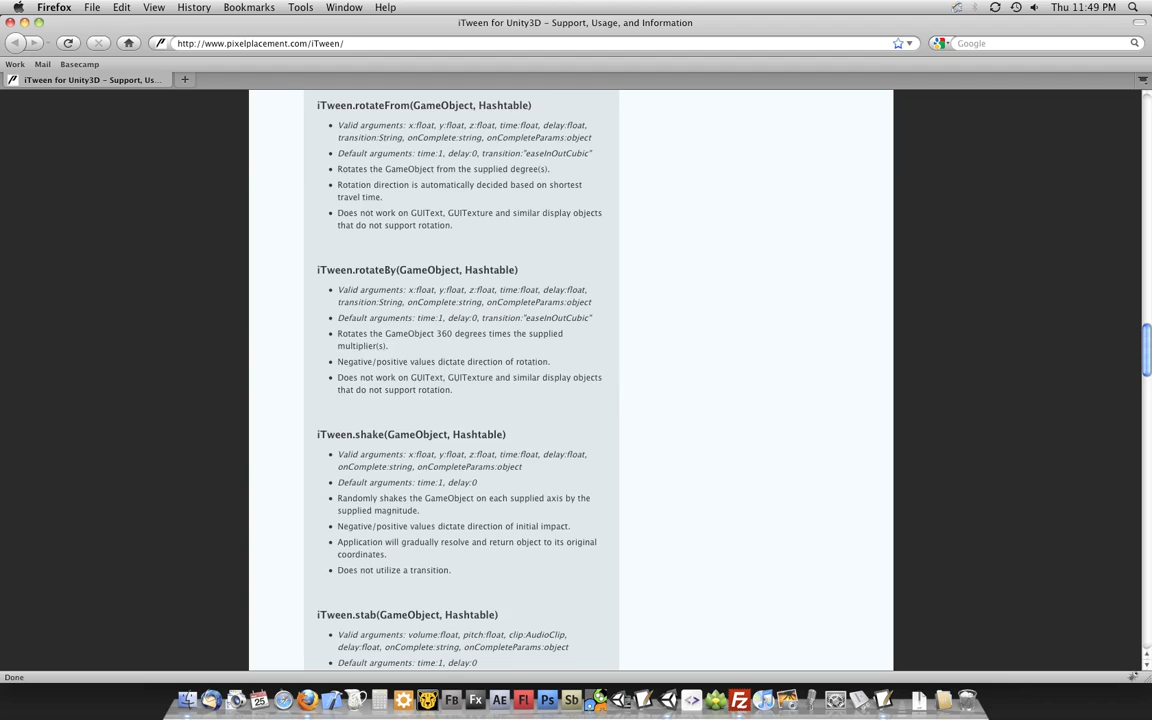 Firefox File Edit View History Bookmarks Tools Window Help Thu 11:49 PM
iTween for Unity3D – Support, Usage, and Information
http://www.pixelplacement.com/iTween/ Google
Work Mail Basecamp
iTween for Unity3D – Support, Us...
iTween.rotateFrom(GameObject, Hashtable)
• Valid arguments: x:float, y:float, z:float, time:float, delay:float,
transition:String, onComplete:string, onCompleteParams:object
• Default arguments: time:1, delay:0, transition:"easeInOutCubic"
• Rotates the GameObject from the supplied degree(s).
• Rotation direction is automatically decided based on shortest
travel time.
• Does not work on GUIText, GUITexture and similar display objects
that do not support rotation.
iTween.rotateBy(GameObject, Hashtable)
• Valid arguments: x:float, y:float, z:float, time:float, delay:float,
transition:String, onComplete:string, onCompleteParams:object
• Default arguments: time:1, delay:0, transition:"easeInOutCubic"
• Rotates the GameObject 360 degrees times the supplied
multiplier(s).
• Negative/positive values dictate direction of rotation.
• Does not work on GUIText, GUITexture and similar display objects
that do not support rotation.
iTween.shake(GameObject, Hashtable)
• Valid arguments: x:float, y:float, z:float, time:float, delay:float,
onComplete:string, onCompleteParams:object
• Default arguments: time:1, delay:0
• Randomly shakes the GameObject on each supplied axis by the
supplied magnitude.
• Negative/positive values dictate direction of initial impact.
• Application will gradually resolve and return object to its original
coordinates.
• Does not utilize a transition.
iTween.stab(GameObject, Hashtable)
• Valid arguments: volume:float, pitch:float, clip:AudioClip,
delay:float, onComplete:string, onCompleteParams:object
• Default arguments: time:1, delay:0
Done
25 Fb Fx AE Fl Ps Sb Fz